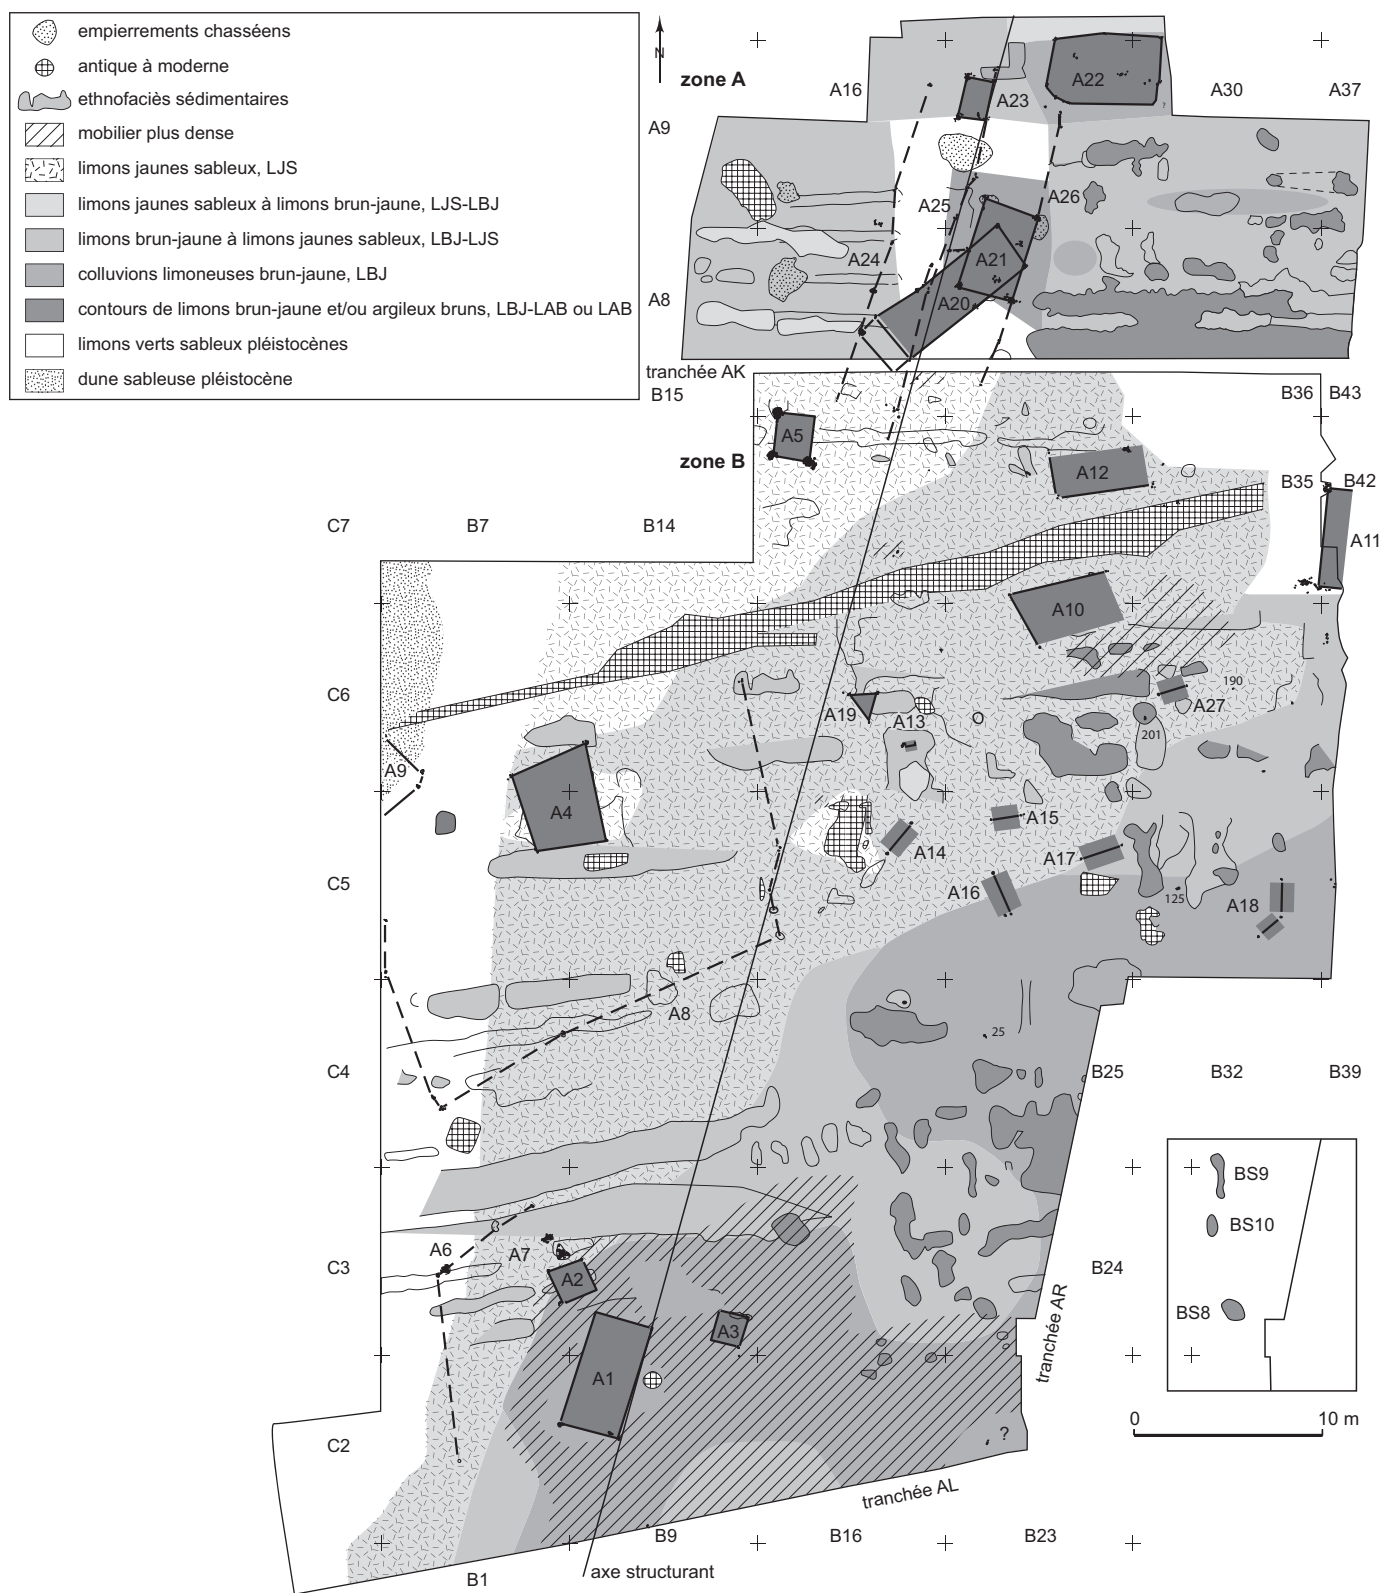 empierrements chasséens
antique à moderne
ethnofaciès sédimentaires
mobilier plus dense
limons jaunes sableux, LJS
limons jaunes sableux à limons brun-jaune, LJS-LBJ
limons brun-jaune à limons jaunes sableux, LBJ-LJS
colluvions limoneuses brun-jaune, LBJ
contours de limons brun-jaune et/ou argileux bruns, LBJ-LAB ou LAB
limons verts sableux pléistocènes
dune sableuse pléistocène
N
zone A
A16
A23
A22
A30
A37
A9
A25
A26
A24
A21
A8
A20
?
tranchée AK
B15
B36
B43
A5
zone B
A12
B35
B42
C7
B7
B14
A11
A10
C6
190
A19
A13
A27
201
A9
A4
A15
A14
A17
C5
A16
125
A18
A8
25
C4
B25
B32
B39
BS9
BS10
A6
A7
C3
A2
B24
BS8
A3
tranchée AR
A1
0
10 m
C2
?
tranchée AL
B9
B16
B23
axe structurant
B1